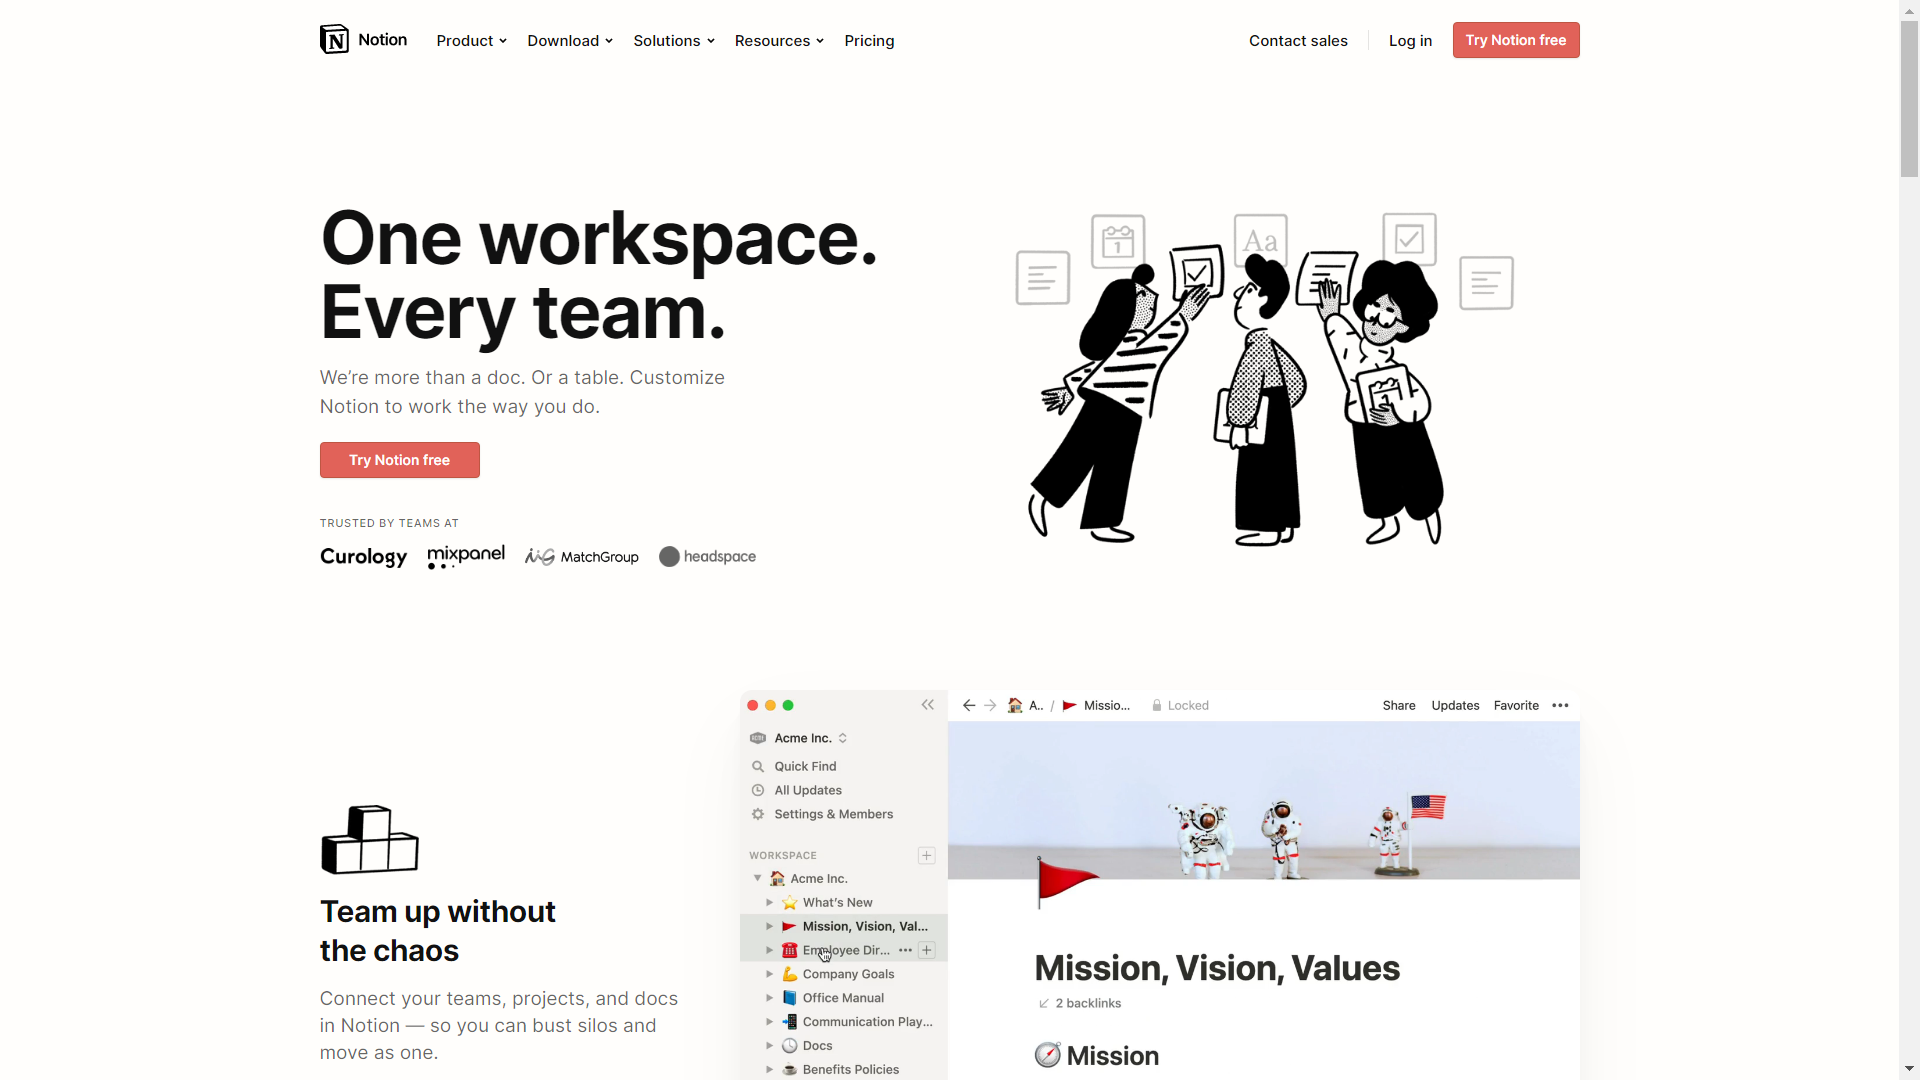 Notion
Product
Download
Solutions
Resources
Pricing
Contact sales
Log in
Try Notion free
One workspace.
Every team.
We’re more than a doc. Or a table. Customize
Notion to work the way you do.
Try Notion free
TRUSTED BY TEAMS AT
Curology
mixpanel
MatchGroup
headspace
1
Aa
Acme Inc.
Quick Find
All Updates
Settings & Members
WORKSPACE
Acme Inc.
What’s New
Mission, Vision, Val...
Employee Dir...
Company Goals
Office Manual
Communication Play...
Docs
Benefits Policies
A.. / Missio...
Locked
Share
Updates
Favorite
Mission, Vision, Values
2 backlinks
Mission
Team up without
the chaos
Connect your teams, projects, and docs
in Notion — so you can bust silos and
move as one.